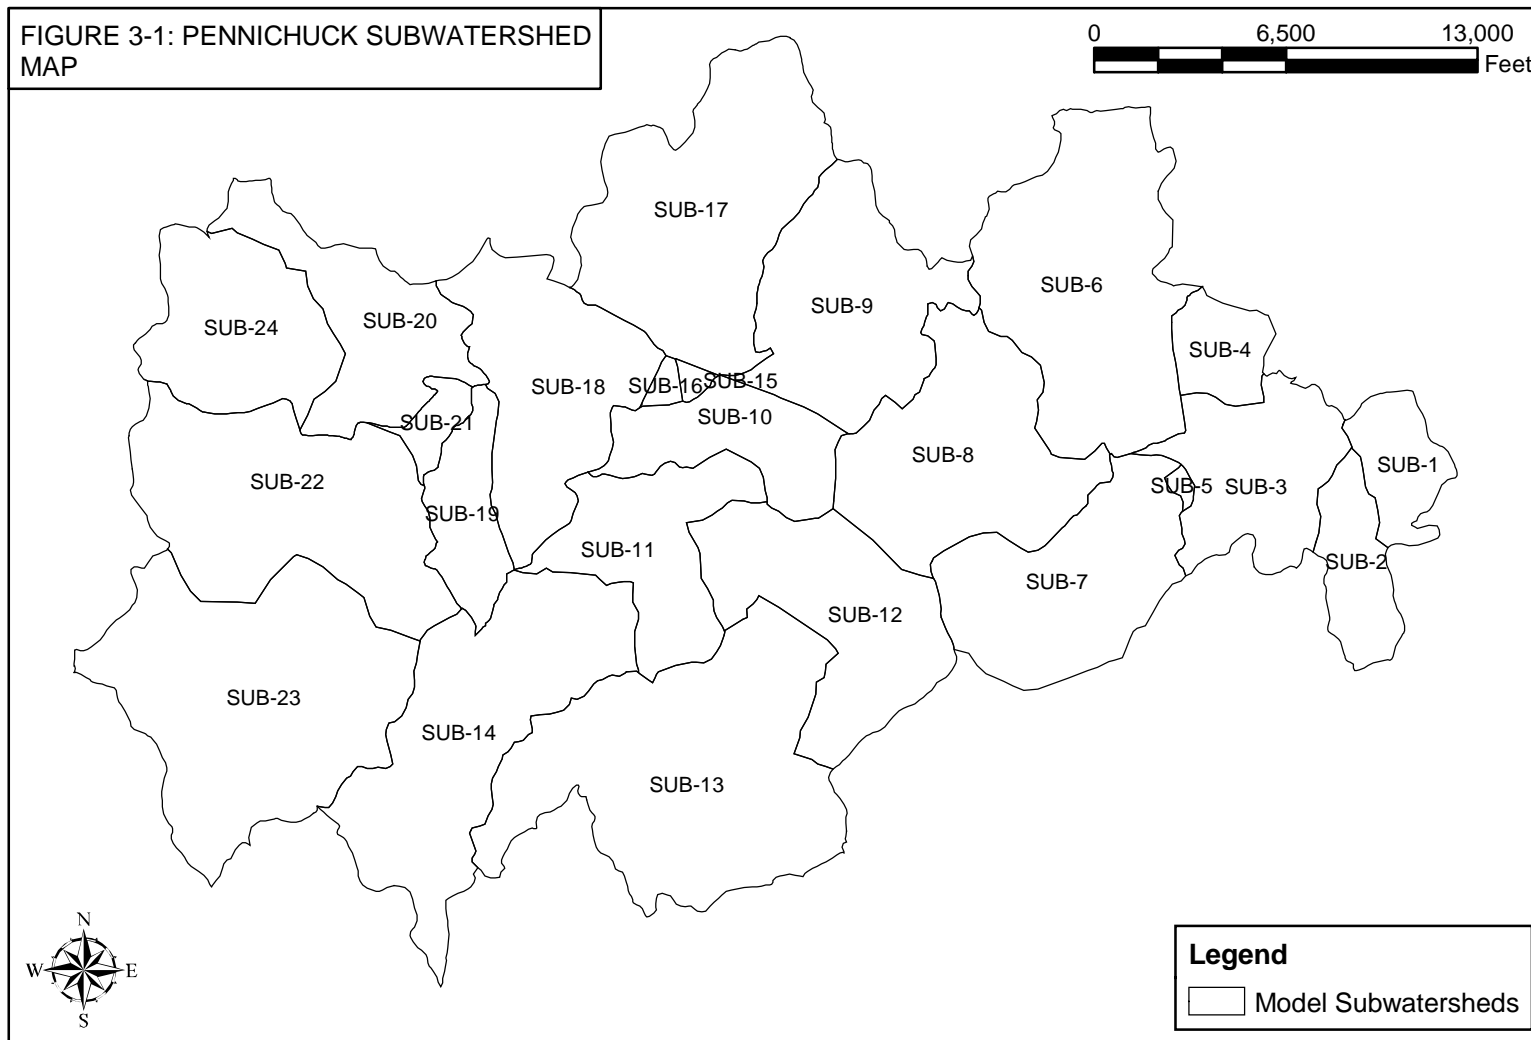 FIGURE 3-1: PENNICHUCK SUBWATERSHED
MAP
0 6,500 13,000
Feet
SUB-17
SUB-6
SUB-9
SUB-20
SUB-24
SUB-4
SUB-18
SUB-16
SUB-15
SUB-10
SUB-21
SUB-8
SUB-1
SUB-22
SUB-5
SUB-3
SUB-19
SUB-11
SUB-2
SUB-7
SUB-12
SUB-23
SUB-14
SUB-13
N
W E
S
Legend
Model Subwatersheds